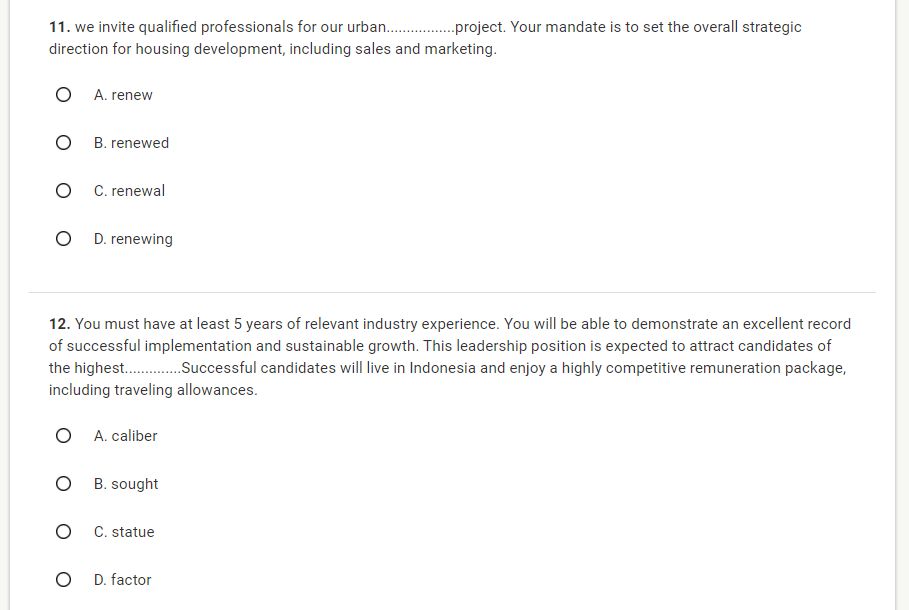 11. we invite qualified professionals for our urban.................project. Your mandate is to set the overall strategic
direction for housing development, including sales and marketing.
A. renew
B. renewed
C. renewal
D. renewing
12. You must have at least 5 years of relevant industry experience. You will be able to demonstrate an excellent record
of successful implementation and sustainable growth. This leadership position is expected to attract candidates of
the highest..............Successful candidates will live in Indonesia and enjoy a highly competitive remuneration package,
including traveling allowances.
A. caliber
B. sought
C. statue
D. factor